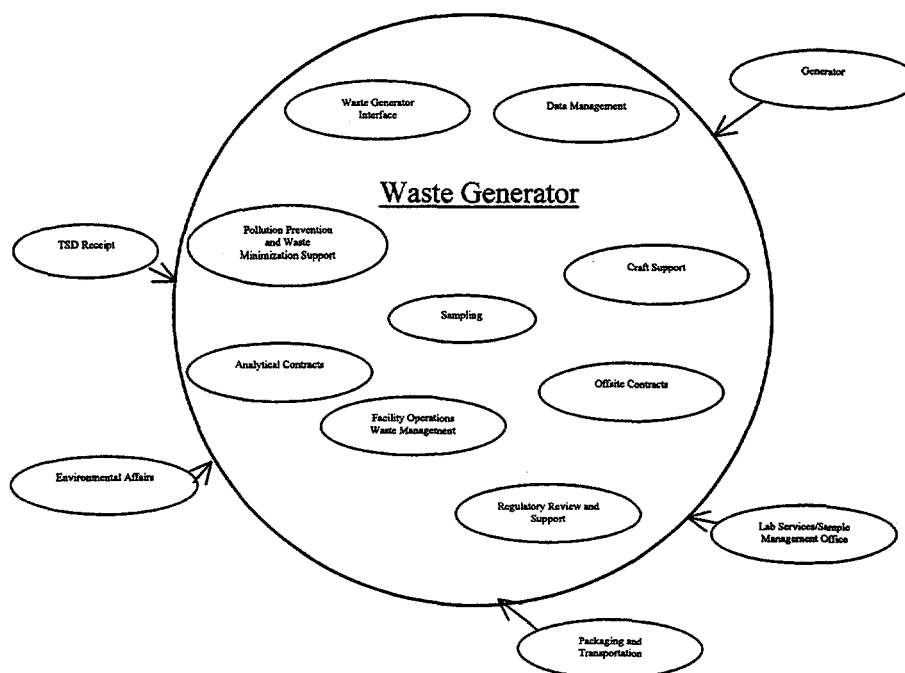 Generator
Waste Generator
Interface
Data Management
Waste Generator
Pollution Prevention
and Waste
Minimization Support
TSD Receipt
Craft Support
Sampling
Analytical Contracts
Offsite Contracts
Facility Operations
Waste Management
Environmental Affairs
Regulatory Review and
Support
Lab Services/Sample
Management Office
Packaging and
Transportation